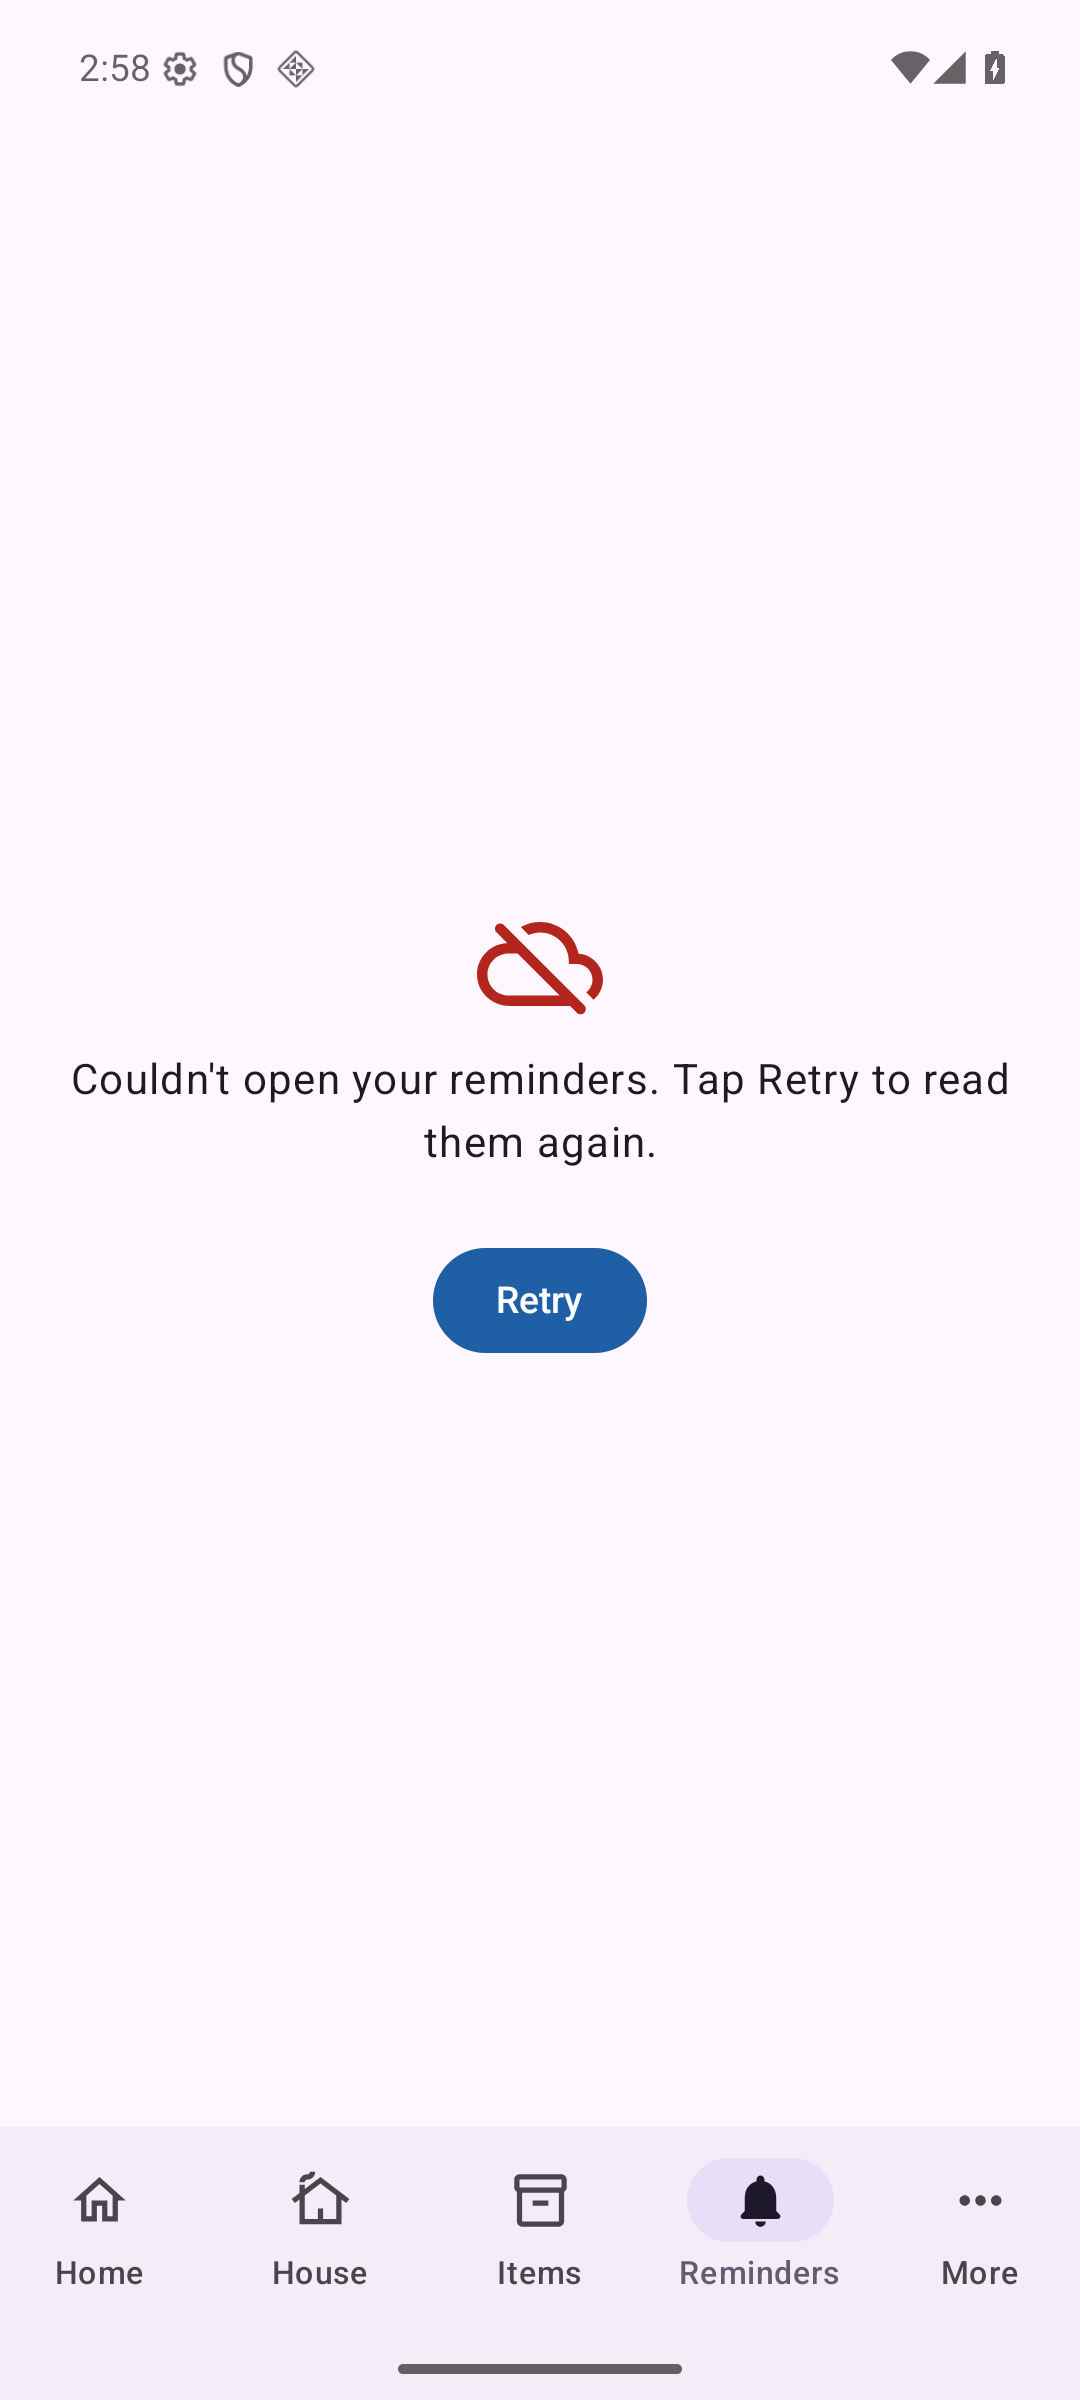 2:58
Couldn't open your reminders. Tap Retry to read
them again.
Retry
Home
House
Items
Reminders
More